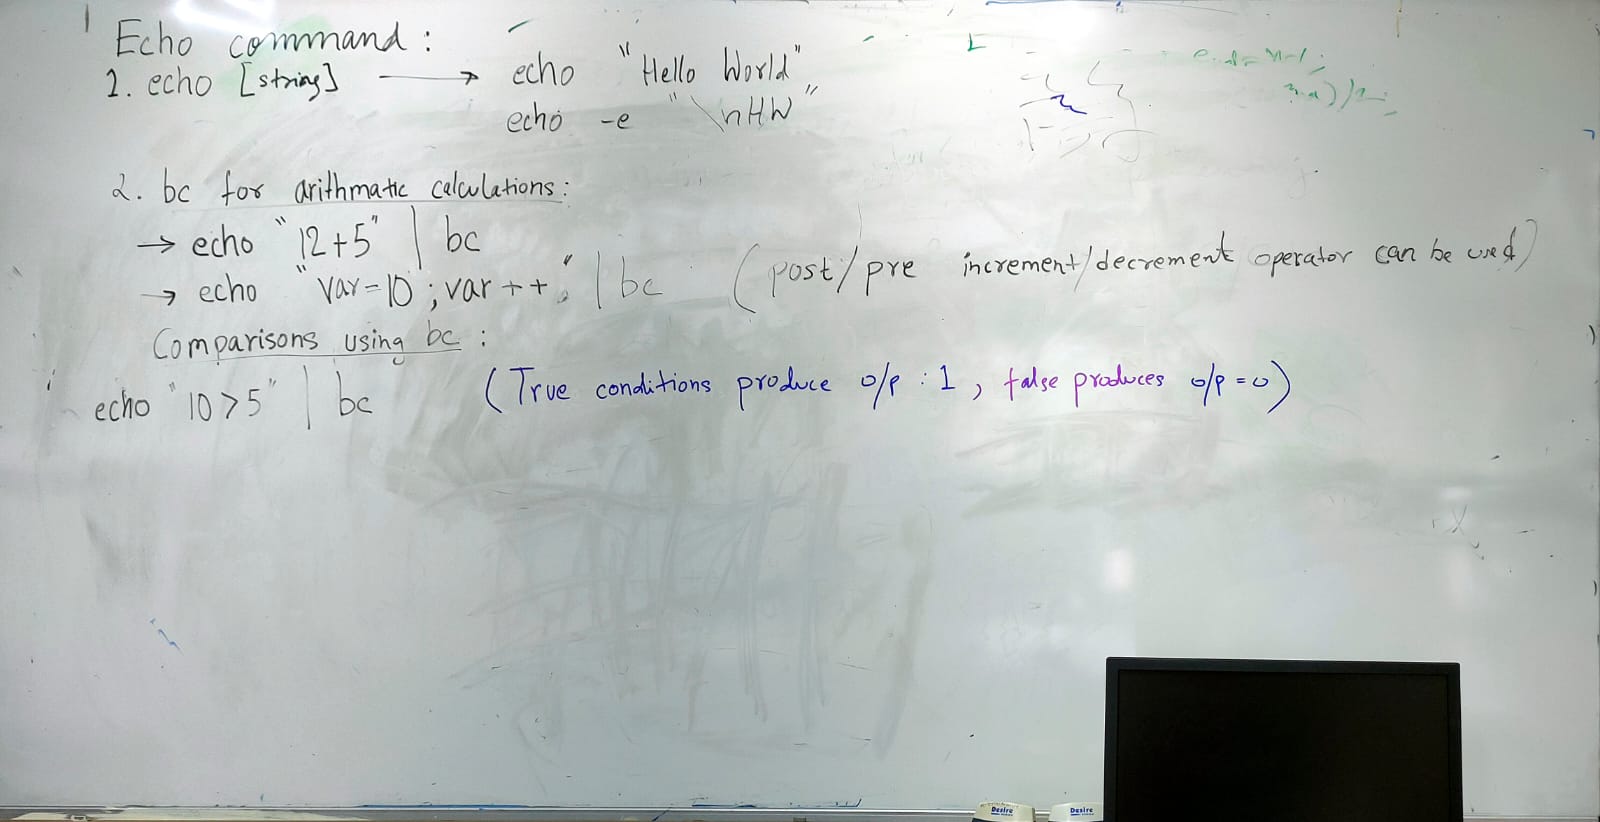 Echo command :
1. echo [string] ⟶ echo "Hello World"
echo -e "\nHW"
2. bc for arithmatic calculations :
→ echo "12+5" | bc
→ echo "var=10 ; var++" | bc (post/pre increment/decrement operator can be used)
Comparisons using bc :
echo "10>5" | bc (True conditions produce o/p : 1 , false produces o/p = 0)
Desire
Desire